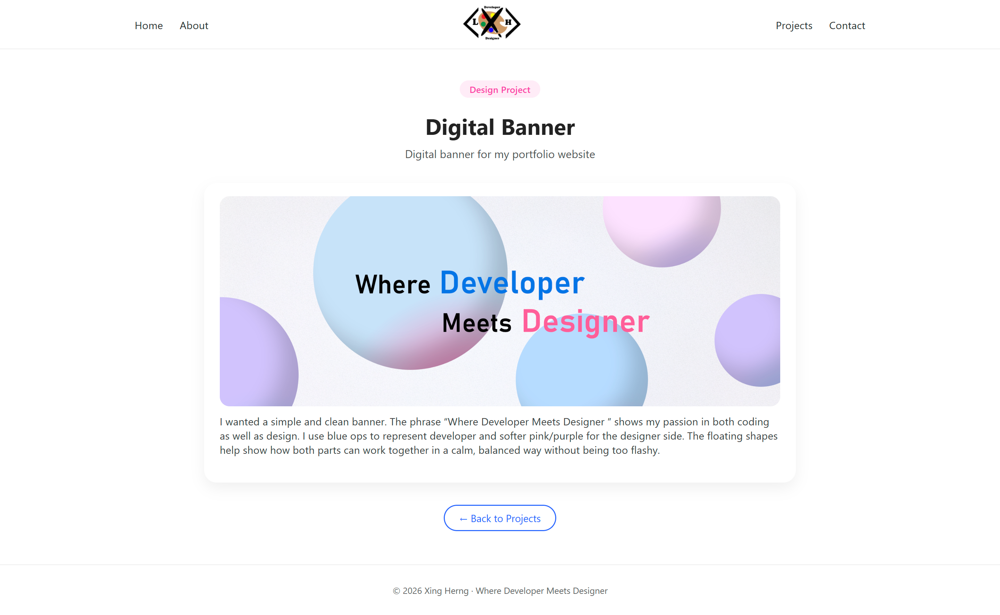 Home About
Developer
L X H
Designer
Projects Contact
Design Project
Digital Banner
Digital banner for my portfolio website
Where Developer
Meets Designer
I wanted a simple and clean banner. The phrase “Where Developer Meets Designer ” shows my passion in both coding
as well as design. I use blue ops to represent developer and softer pink/purple for the designer side. The floating shapes
help show how both parts can work together in a calm, balanced way without being too flashy.
← Back to Projects
© 2026 Xing Herng · Where Developer Meets Designer